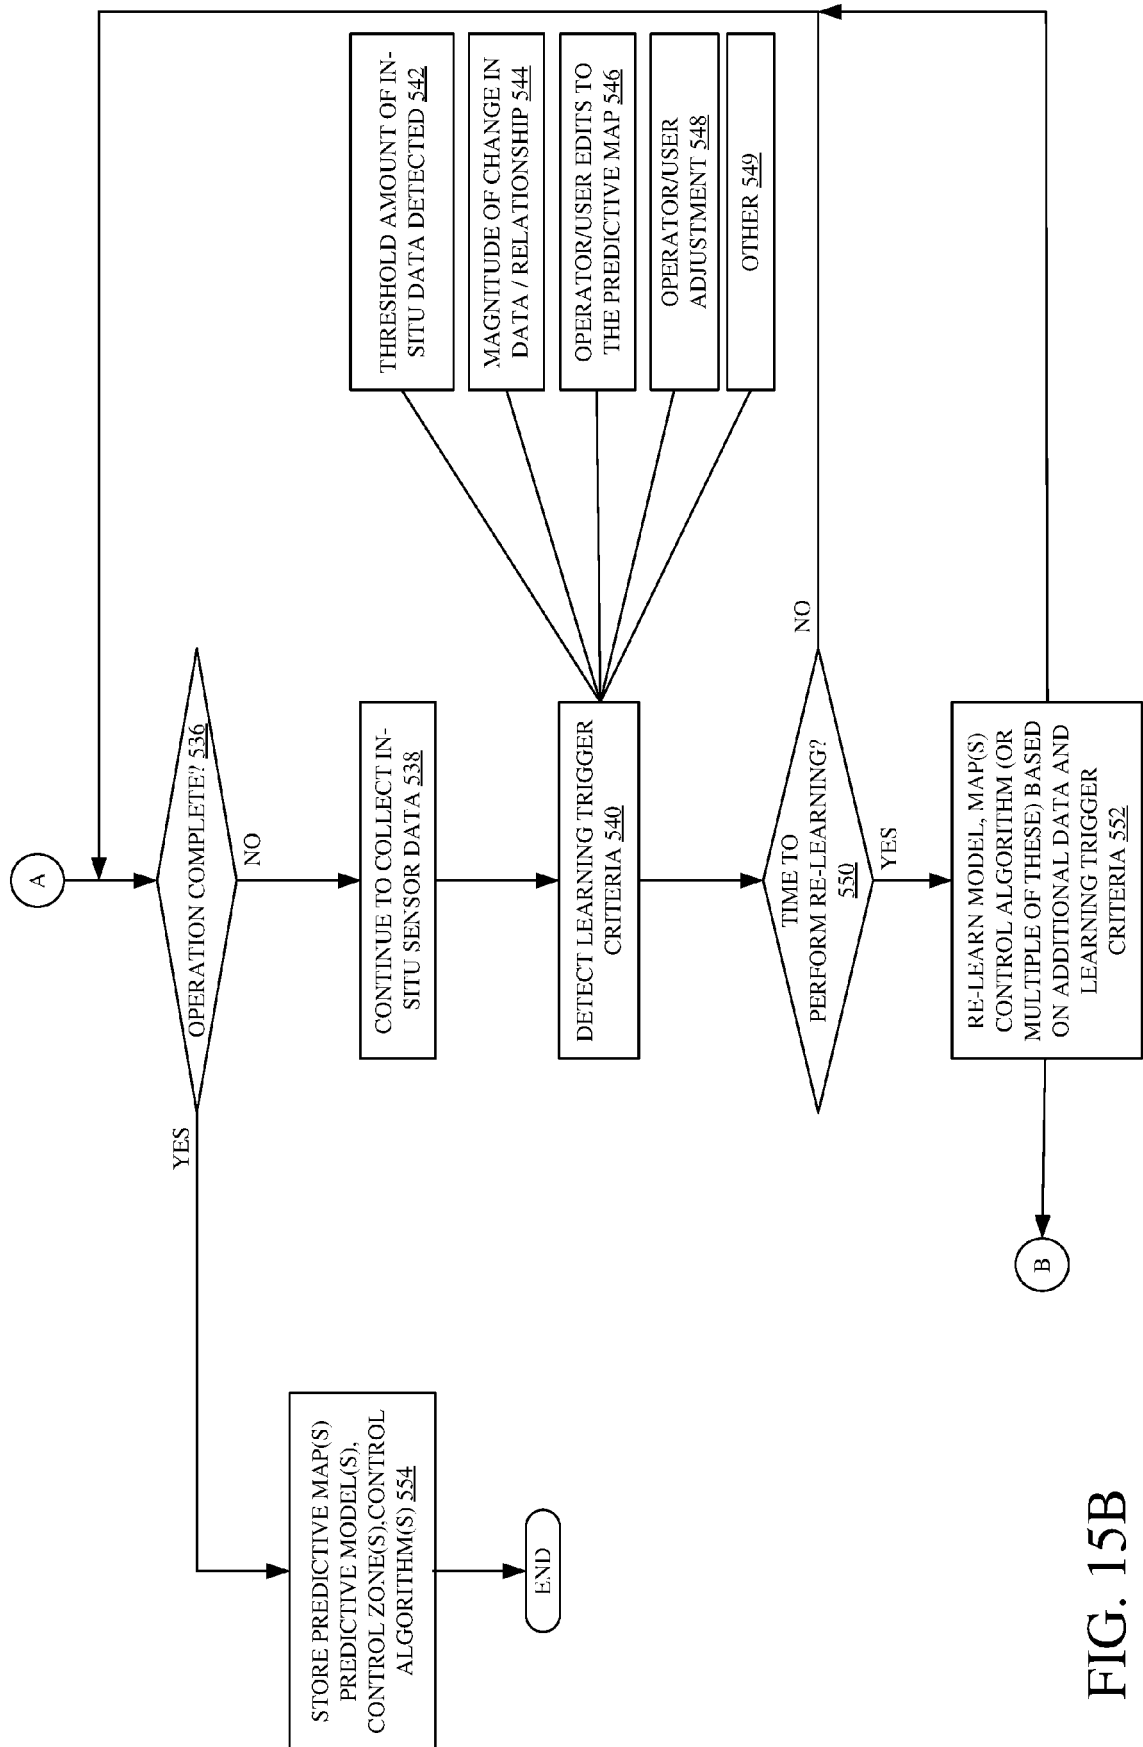 A
OPERATION COMPLETE? 536
YES
NO
STORE PREDICTIVE MAP(S)
PREDICTIVE MODEL(S),
CONTROL ZONE(S),CONTROL
ALGORITHM(S) 554
END
CONTINUE TO COLLECT IN-
SITU SENSOR DATA 538
DETECT LEARNING TRIGGER
CRITERIA 540
THRESHOLD AMOUNT OF IN-
SITU DATA DETECTED 542
MAGNITUDE OF CHANGE IN
DATA / RELATIONSHIP 544
OPERATOR/USER EDITS TO
THE PREDICTIVE MAP 546
OPERATOR/USER
ADJUSTMENT 548
OTHER 549
TIME TO
PERFORM RE-LEARNING?
550
NO
YES
RE-LEARN MODEL, MAP(S)
CONTROL ALGORITHM (OR
MULTIPLE OF THESE) BASED
ON ADDITIONAL DATA AND
LEARNING TRIGGER
CRITERIA 552
B
FIG. 15B